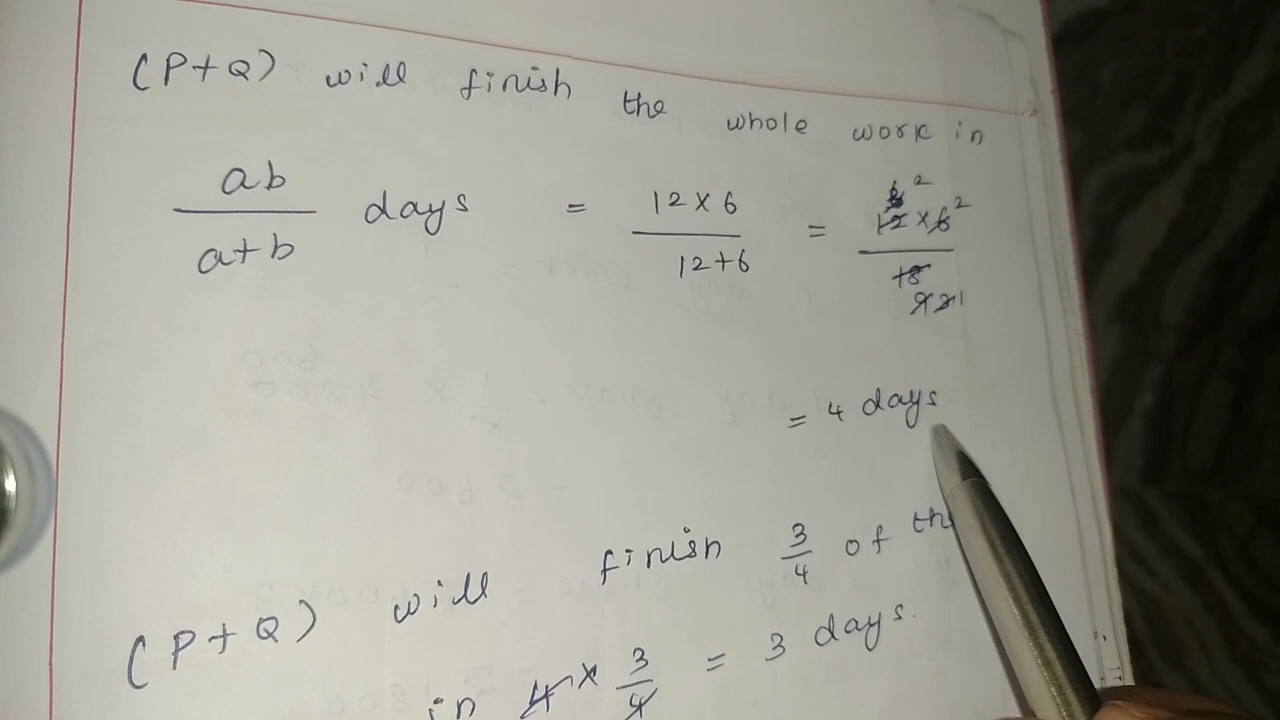 (P+Q) will finish the whole work in
ab/a+b days = 12×6/12+6 = 12×6/18
= 4 days
(P+Q) will finish 3/4 of the
in 4×3/4 = 3 days.